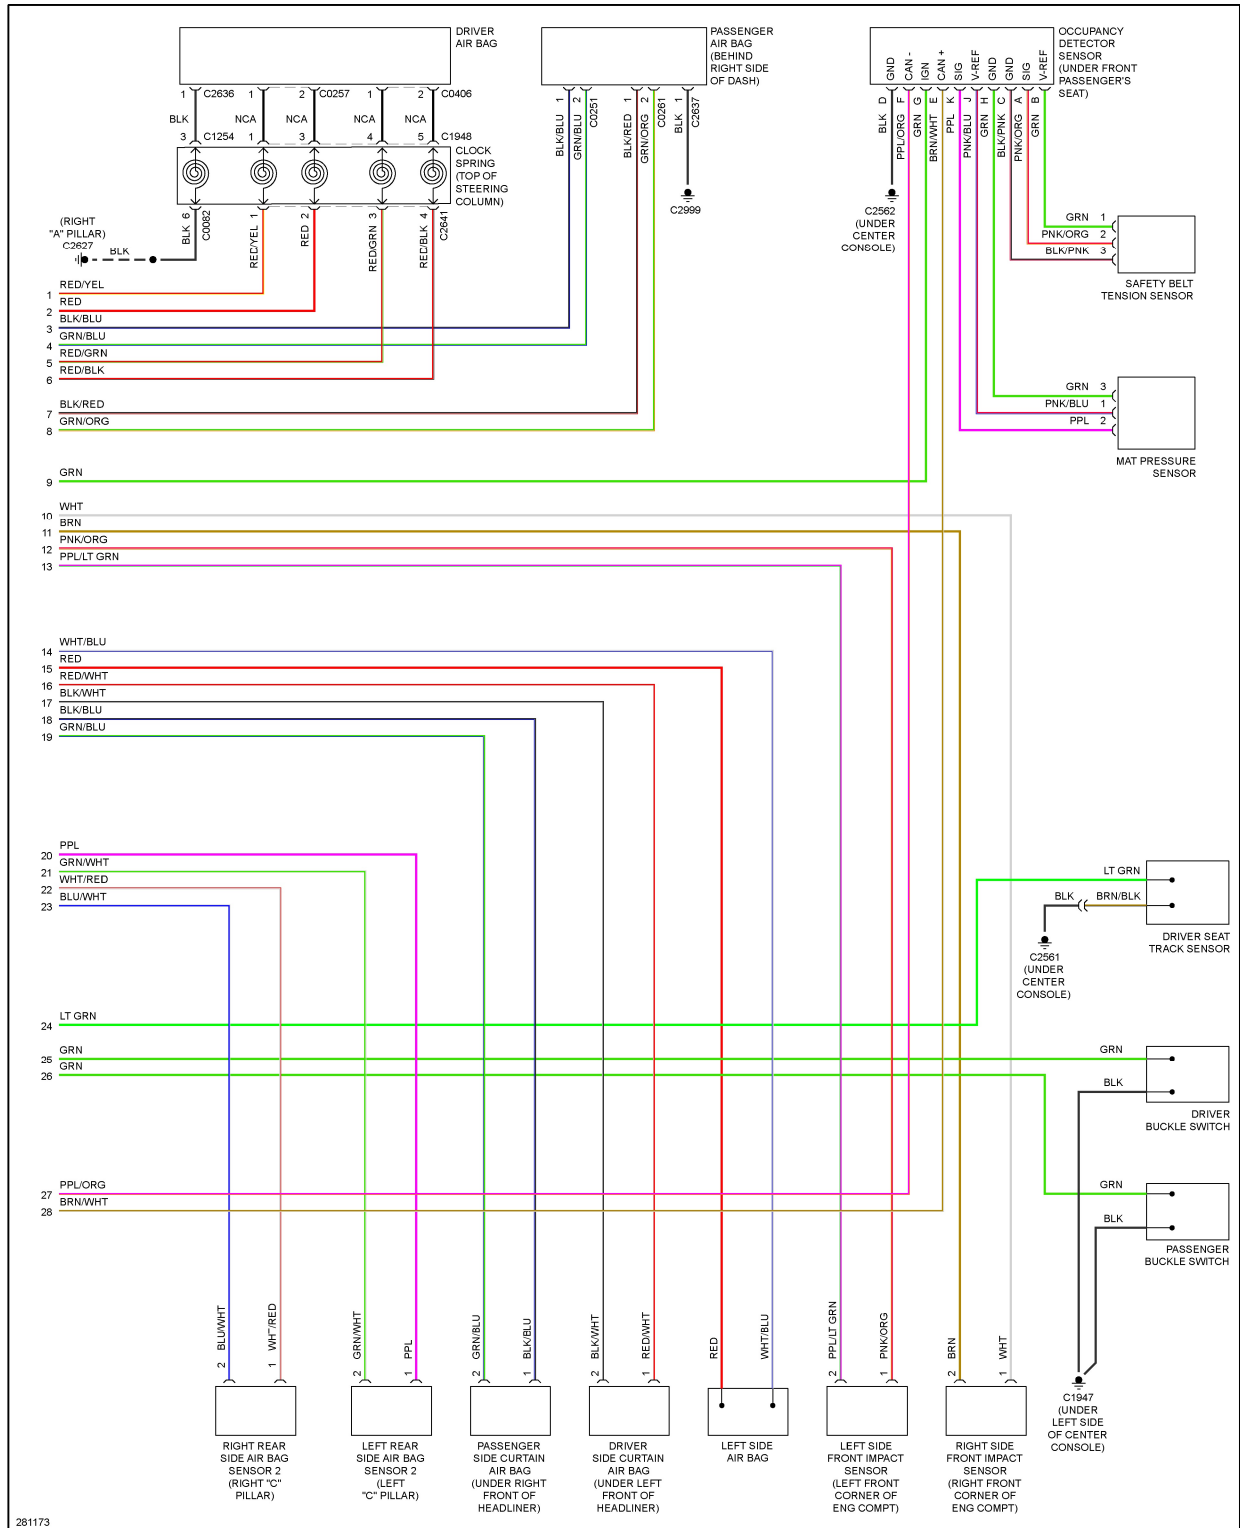 DRIVER
AIR BAG
PASSENGER
AIR BAG
(BEHIND
RIGHT SIDE
OF DASH)
OCCUPANCY
DETECTOR
SENSOR
(UNDER FRONT
PASSENGER'S
SEAT)
GND
CAN -
IGN
CAN +
SIG
V-REF
GND
GND
SIG
V-REF
1 C2636 1 2 C0257 1 2 C0406
BLK NCA NCA NCA NCA
3 C1254 1 3 4 5 C1948
CLOCK
SPRING
(TOP OF
STEERING
COLUMN)
BLK 6
C0082
RED/YEL 1
RED 2
RED/GRN 3
RED/BLK 4
C2641
(RIGHT
"A" PILLAR)
C2627
BLK
BLK/BLU 1
GRN/BLU 2
C0251
BLK/RED 1
GRN/ORG 2
C0261
BLK 1
C2637
C2999
BLK D
PPL/ORG F
GRN G
BRN/WHT E
PPL K
PNK/BLU J
GRN H
BLK/PNK C
PNK/ORG A
GRN B
C2562
(UNDER
CENTER
CONSOLE)
GRN 1
PNK/ORG 2
BLK/PNK 3
SAFETY BELT
TENSION SENSOR
GRN 3
PNK/BLU 1
PPL 2
MAT PRESSURE
SENSOR
1 RED/YEL
2 RED
3 BLK/BLU
4 GRN/BLU
5 RED/GRN
6 RED/BLK
7 BLK/RED
8 GRN/ORG
9 GRN
10 WHT
11 BRN
12 PNK/ORG
13 PPL/LT GRN
14 WHT/BLU
15 RED
16 RED/WHT
17 BLK/WHT
18 BLK/BLU
19 GRN/BLU
20 PPL
21 GRN/WHT
22 WHT/RED
23 BLU/WHT
24 LT GRN
25 GRN
26 GRN
27 PPL/ORG
28 BRN/WHT
LT GRN
BLK BRN/BLK
DRIVER SEAT
TRACK SENSOR
C2561
(UNDER
CENTER
CONSOLE)
GRN
BLK
DRIVER
BUCKLE SWITCH
GRN
BLK
PASSENGER
BUCKLE SWITCH
2 BLU/WHT
1 WHT/RED
2 GRN/WHT
1 PPL
2 GRN/BLU
1 BLK/BLU
2 BLK/WHT
1 RED/WHT
RED
WHT/BLU
2 PPL/LT GRN
1 PNK/ORG
2 BRN
1 WHT
C1947
(UNDER
LEFT SIDE
OF CENTER
CONSOLE)
RIGHT REAR
SIDE AIR BAG
SENSOR 2
(RIGHT "C"
PILLAR)
LEFT REAR
SIDE AIR BAG
SENSOR 2
(LEFT
"C" PILLAR)
PASSENGER
SIDE CURTAIN
AIR BAG
(UNDER RIGHT
FRONT OF
HEADLINER)
DRIVER
SIDE CURTAIN
AIR BAG
(UNDER LEFT
FRONT OF
HEADLINER)
LEFT SIDE
AIR BAG
LEFT SIDE
FRONT IMPACT
SENSOR
(LEFT FRONT
CORNER OF
ENG COMPT)
RIGHT SIDE
FRONT IMPACT
SENSOR
(RIGHT FRONT
CORNER OF
ENG COMPT)
281173